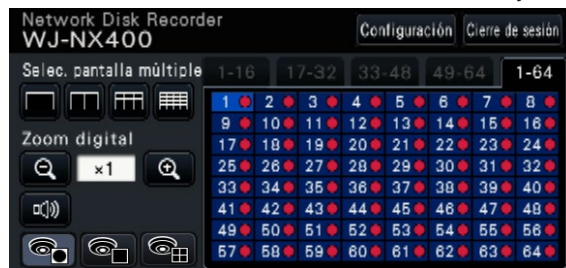 Network Disk Recorder
WJ-NX400
Configuración
Cierre de sesión
Selec. pantalla múltiple
1-16 17-32 33-48 49-64 1-64
Zoom digital
×1
1 2 3 4 5 6 7 8
9 10 11 12 13 14 15 16
17 18 19 20 21 22 23 24
25 26 27 28 29 30 31 32
33 34 35 36 37 38 39 40
41 42 43 44 45 46 47 48
49 50 51 52 53 54 55 56
57 58 59 60 61 62 63 64